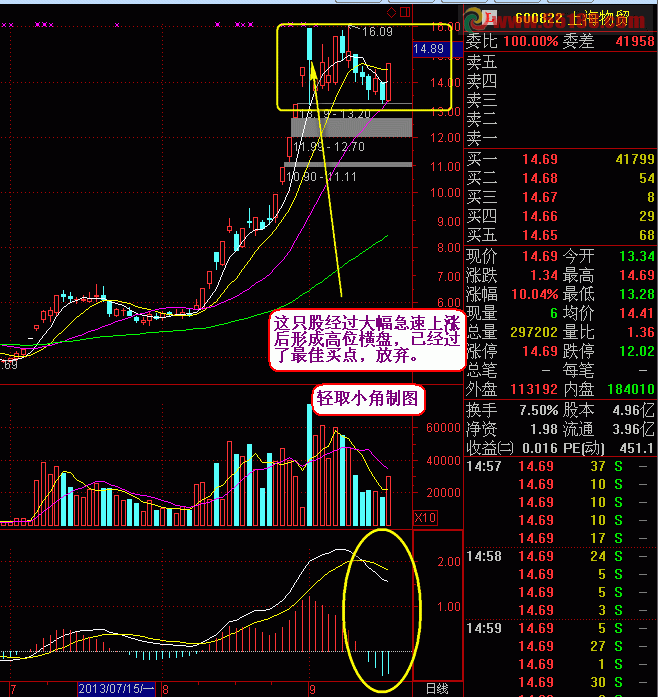 600822 上海物贸
委比 100.00% 委差 41958
卖五
卖四
卖三
卖二
卖一
买一 14.69 41799
买二 14.68 54
买三 14.67 8
买四 14.66 29
买五 14.65 68
现价 14.69 今开 13.34
涨跌 1.34 最高 14.69
涨幅 10.04% 最低 13.28
现量 6 均价 14.41
总量 297202 量比 1.36
涨停 14.69 跌停 12.02
总笔 — 每笔 —
外盘 113192 内盘 184010
换手 7.50% 股本 4.96亿
净资 1.98 流通 3.96亿
收益㈡ 0.016 PE(动) 451.1
14:57 14.69 37 S —
14.69 10 S —
14.69 10 S —
14.69 10 S —
14.69 17 S —
14:58 14.69 24 S —
14.69 5 S —
14.69 5 S —
14.69 3 S —
14:59 14.69 5 S —
14.69 27 S —
14.69 1 S —
14.69 30 S —
16.00
16.09
14.89
14.00
13.00
12.00
11.00
10.00
9.00
8.00
7.00
6.00
11.99 - 12.70
10.90 - 11.11
这只股经过大幅急速上涨
后形成高位横盘，已经过
了最佳买点，放弃。
轻取小角制图
60000
40000
20000
X10
2.00
1.00
7 2013/07/15/一 8 9 日线